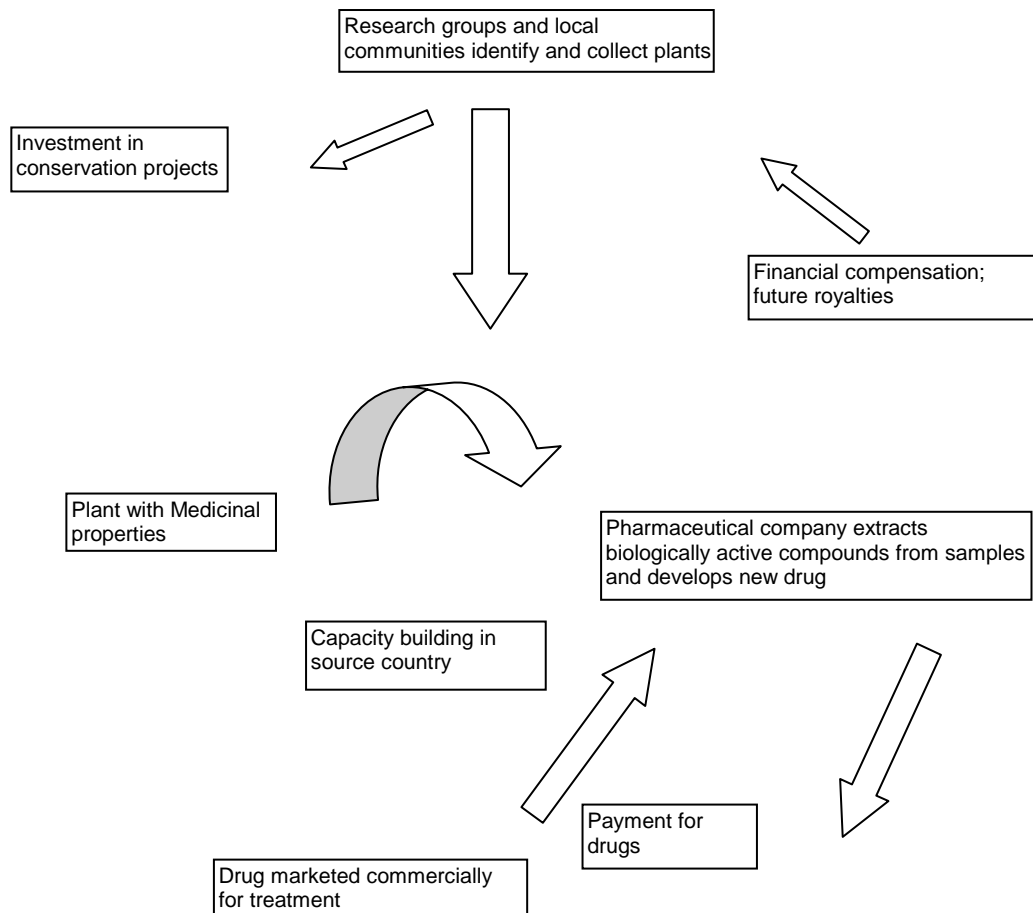 Research groups and local
communities identify and collect plants
Investment in
conservation projects
Financial compensation;
future royalties
Plant with Medicinal
properties
Pharmaceutical company extracts
biologically active compounds from samples
and develops new drug
Capacity building in
source country
Payment for
drugs
Drug marketed commercially
for treatment